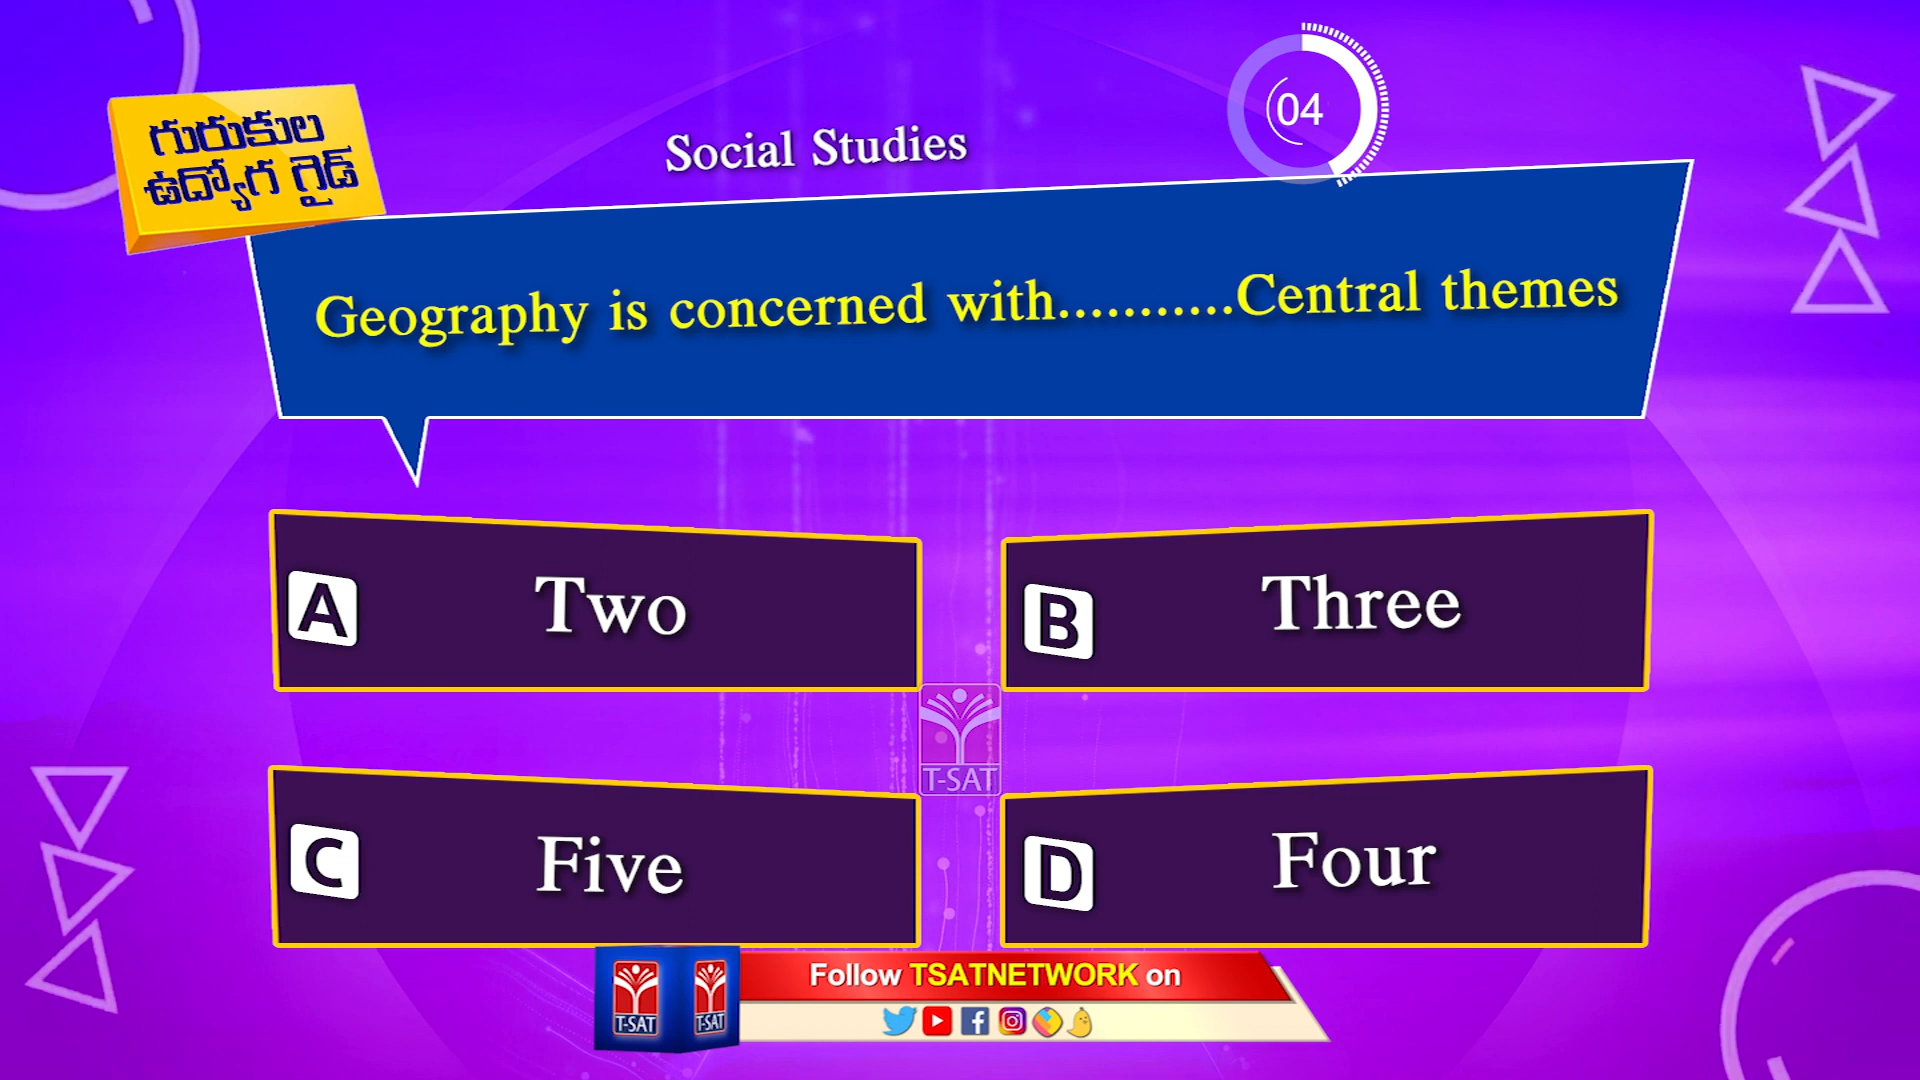 గురుకుల
ఉద్యోగ గైడ్
Social Studies
04
Geography is concerned with...........Central themes
A Two
B Three
C Five
D Four
T-SAT
Follow TSATNETWORK on
T-SAT T-SAT